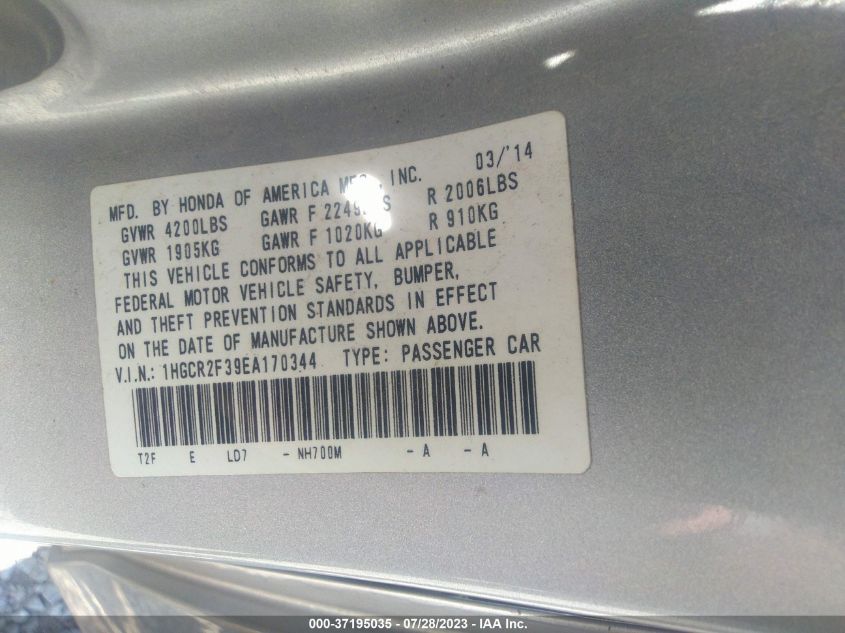 03/'14
MFD. BY HONDA OF AMERICA INC.
GVWR 4200LBS GAWR F R 2006LBS
GVWR 1905KG GAWR F 1020KG R 910KG
THIS VEHICLE CONFORMS TO ALL APPLICABLE
FEDERAL MOTOR VEHICLE SAFETY, BUMPER,
AND THEFT PREVENTION STANDARDS IN EFFECT
ON THE DATE OF MANUFACTURE SHOWN ABOVE.
V.I.N.: 1HGCR2F39EA170344 TYPE: PASSENGER CAR
T2F E LD7 - NH700M - A - A
000-37195035 - 07/28/2023 - IAA Inc.